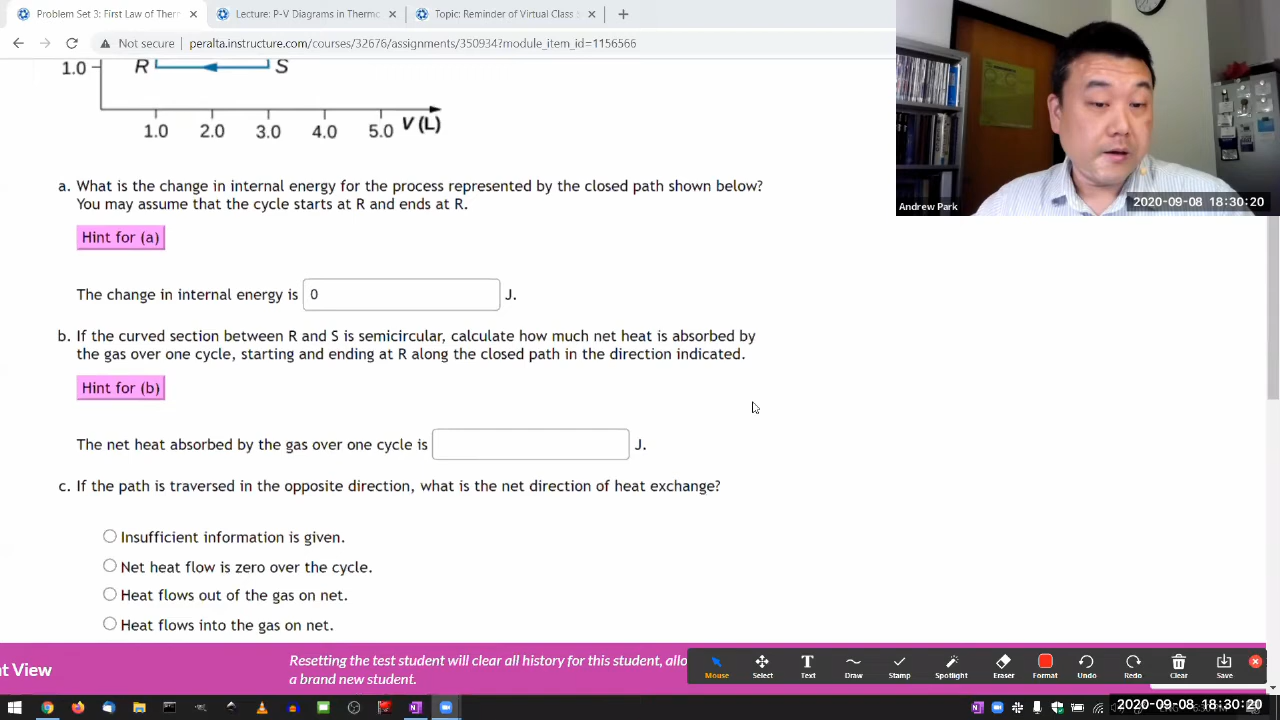 Problem Set 3: First Law of Ther
Lecture: P-V Diagrams in Thermo
Topic Reminder of Virtual Class
Not secure
peralta.instructure.com/courses/32676/assignments/350934?module_item_id=1156566
1.0
R
S
1.0 2.0 3.0 4.0 5.0 V (L)
a. What is the change in internal energy for the process represented by the closed path shown below?
You may assume that the cycle starts at R and ends at R.
Hint for (a)
The change in internal energy is 0 J.
b. If the curved section between R and S is semicircular, calculate how much net heat is absorbed by
the gas over one cycle, starting and ending at R along the closed path in the direction indicated.
Hint for (b)
The net heat absorbed by the gas over one cycle is J.
c. If the path is traversed in the opposite direction, what is the net direction of heat exchange?
Insufficient information is given.
Net heat flow is zero over the cycle.
Heat flows out of the gas on net.
Heat flows into the gas on net.
Andrew Park
2020-09-08 18:30:20
nt View
Resetting the test student will clear all history for this student, allo
a brand new student.
Mouse Select Text Draw Stamp Spotlight Eraser Format Undo Redo Clear Save
2020-09-08 18:30:20